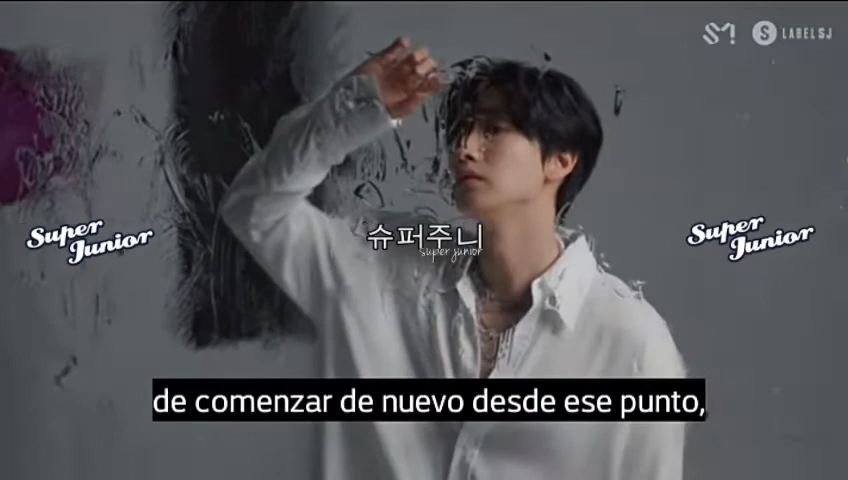 SM
S LABEL SJ
Super
Junior
슈퍼주니
super junior
Super
Junior
de comenzar de nuevo desde ese punto,